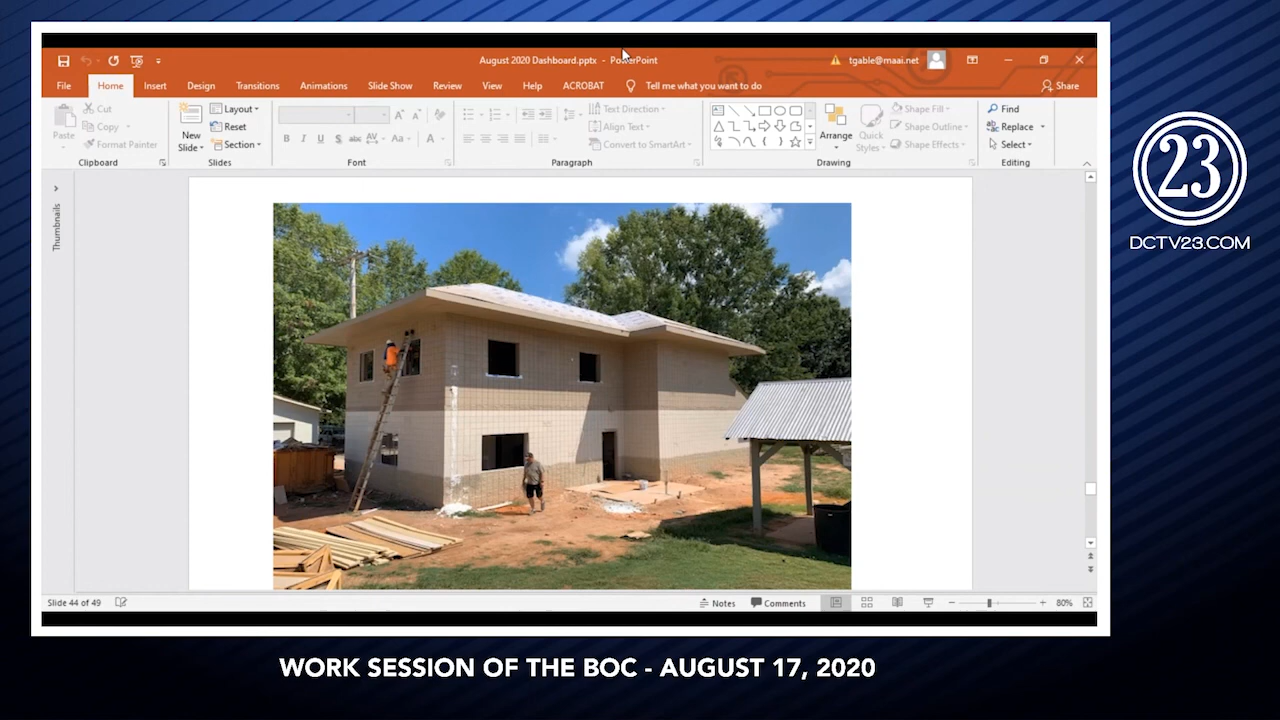 August 2020 Dashboard.pptx - PowerPoint
tgable@maai.net
File Home Insert Design Transitions Animations Slide Show Review View Help ACROBAT Tell me what you want to do Share
Paste
Cut
Copy
Format Painter
Clipboard
New Slide
Layout
Reset
Section
Slides
B I U S abc AV Aa A
Font
Text Direction
Align Text
Convert to SmartArt
Paragraph
Arrange
Quick Styles
Shape Fill
Shape Outline
Shape Effects
Drawing
Find
Replace
Select
Editing
Thumbnails
23
DCTV23.COM
Slide 44 of 49
Notes Comments 80%
WORK SESSION OF THE BOC - AUGUST 17, 2020